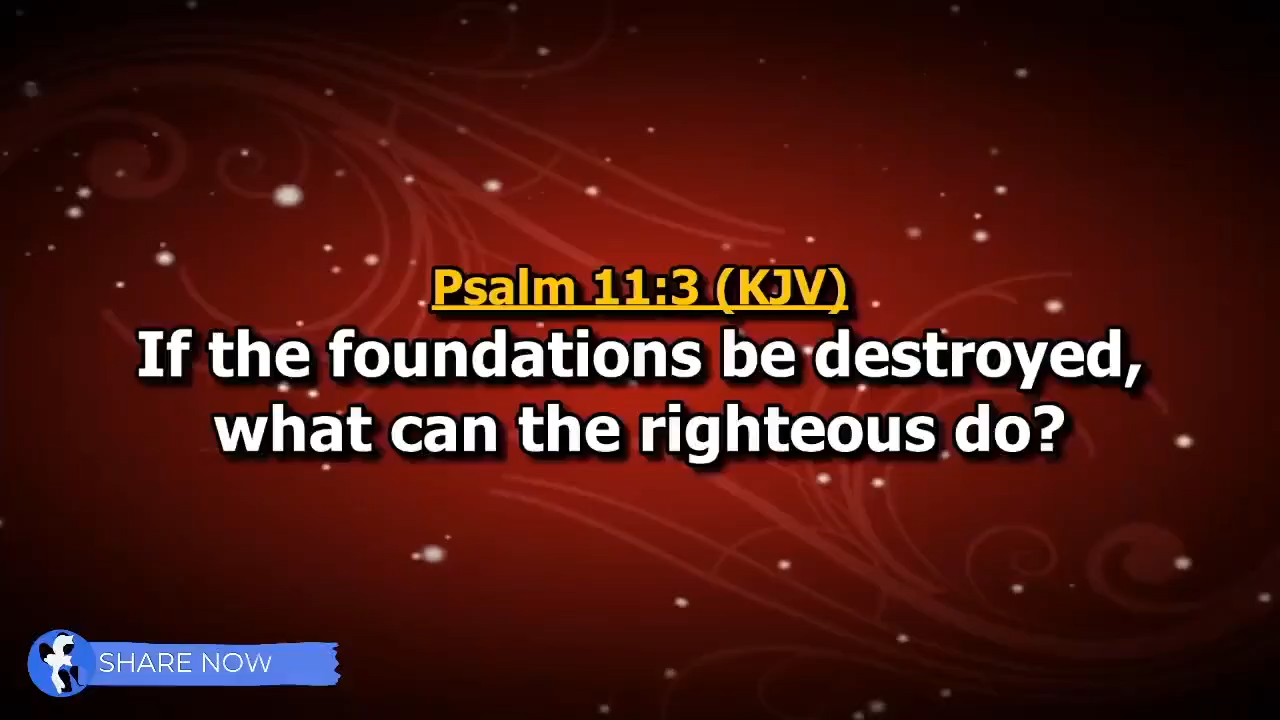 Psalm 11:3 (KJV)
If the foundations be destroyed,
what can the righteous do?
SHARE NOW